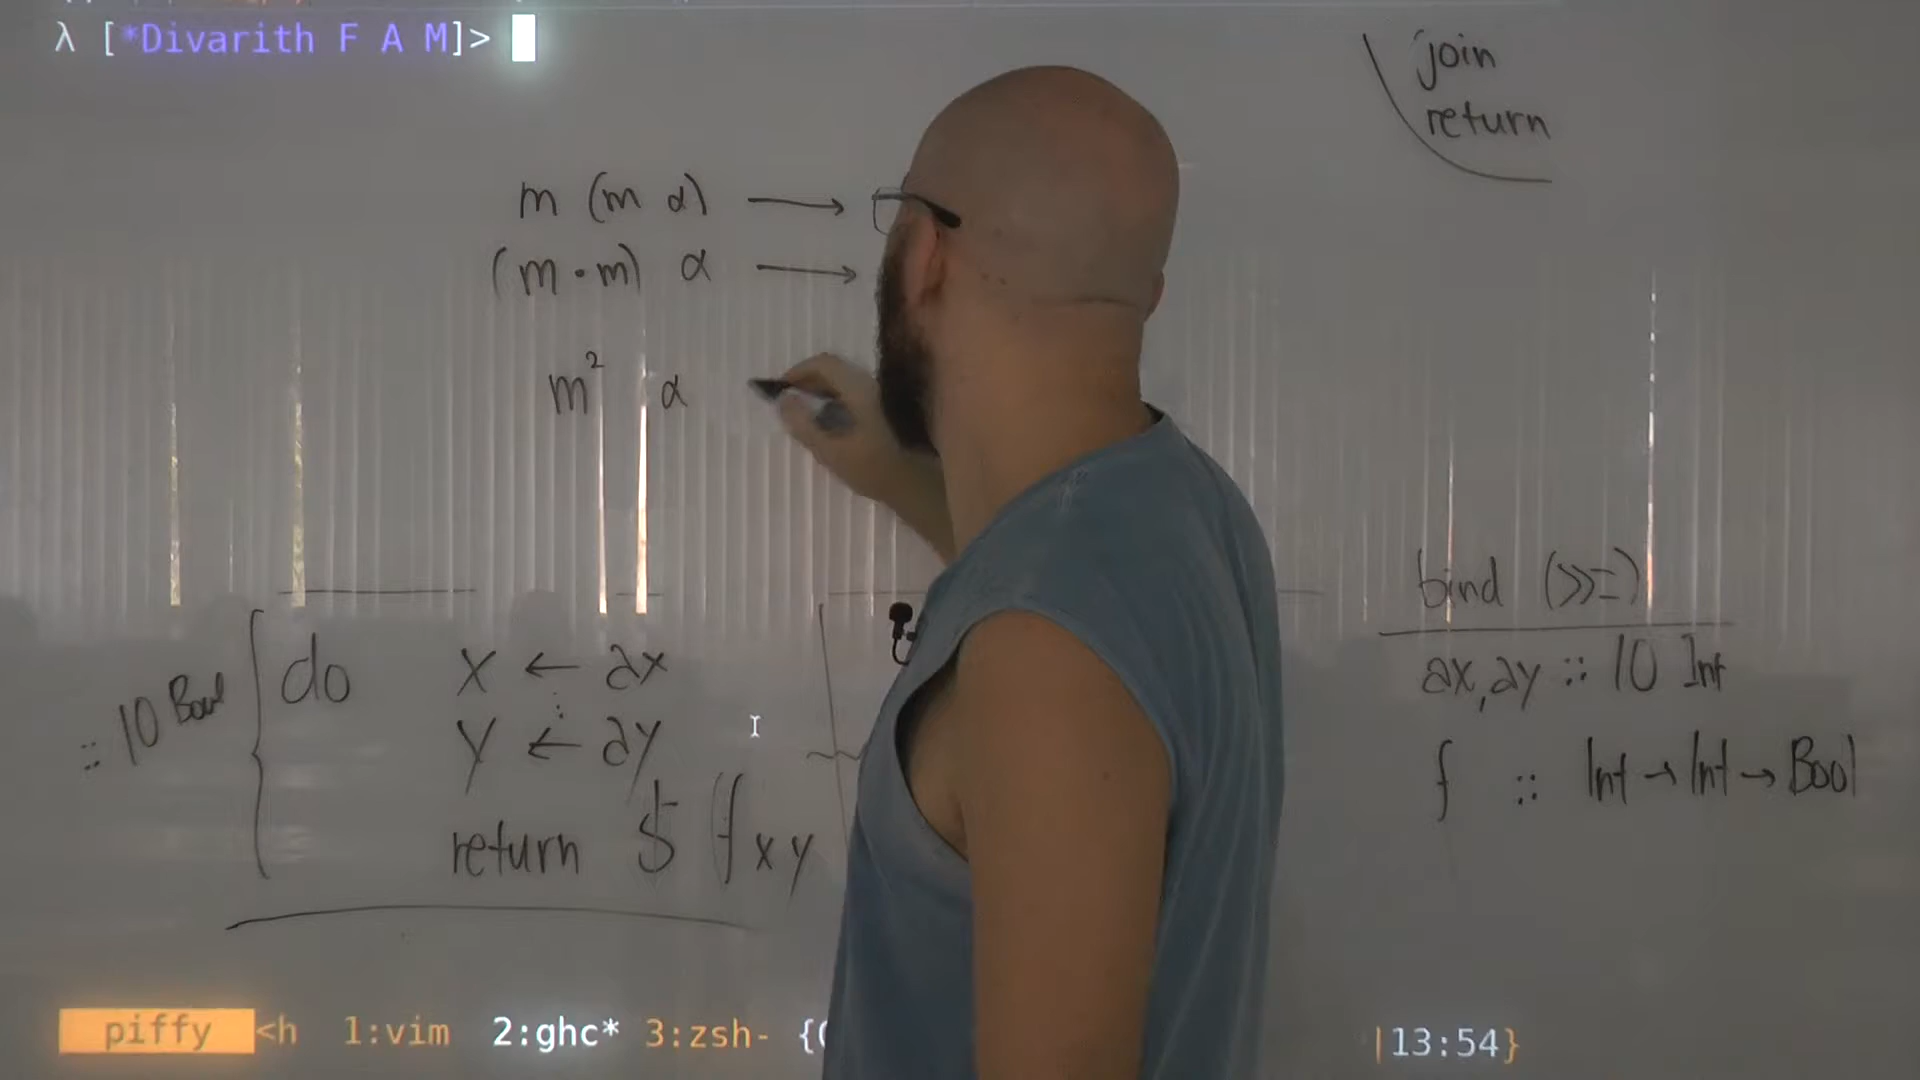 λ [*Divarith F A M]>
join
return
m (m α) →
(m · m) α →
m² α
bind (>>=)
ax, ay :: IO Int
f :: Int → Int → Bool
:: IO Bool
do x ← ax
y ← ay
return $ f x y
piffy <h 1:vim 2:ghc* 3:zsh- {
|13:54}